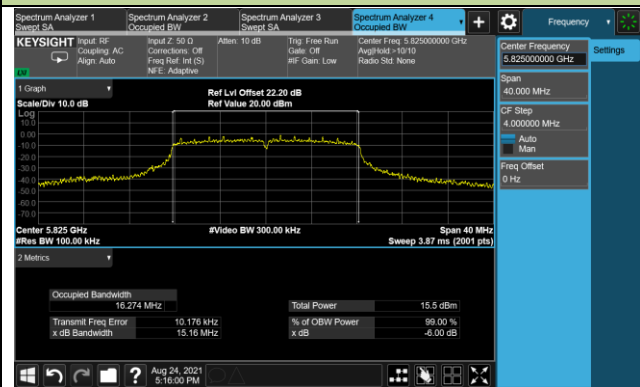 Spectrum Analyzer 1
Swept SA
Spectrum Analyzer 2
Occupied BW
Spectrum Analyzer 3
Swept SA
Spectrum Analyzer 4
Occupied BW
Frequency
KEYSIGHT
Input: RF
Coupling: AC
Align: Auto
Input Z: 50 Ω
Corrections: Off
Freq Ref: Int (S)
NFE: Adaptive
Atten: 10 dB
Trig: Free Run
Gate: Off
#IF Gain: Low
Center Freq: 5.825000000 GHz
Avg|Hold:>10/10
Radio Std: None
Center Frequency
5.825000000 GHz
Settings
Span
40.000 MHz
CF Step
4.000000 MHz
Auto
Man
Freq Offset
0 Hz
1 Graph
Scale/Div 10.0 dB
Ref Lvl Offset 22.20 dB
Ref Value 20.00 dBm
Log
10.0
0.00
-10.0
-20.0
-30.0
-40.0
-50.0
-60.0
-70.0
Center 5.825 GHz
#Res BW 100.00 kHz
#Video BW 300.00 kHz
Span 40 MHz
Sweep 3.87 ms (2001 pts)
2 Metrics
Occupied Bandwidth
16.274 MHz
Total Power 15.5 dBm
Transmit Freq Error 10.176 kHz
% of OBW Power 99.00 %
x dB Bandwidth 15.16 MHz
x dB -6.00 dB
?
Aug 24, 2021
5:16:00 PM